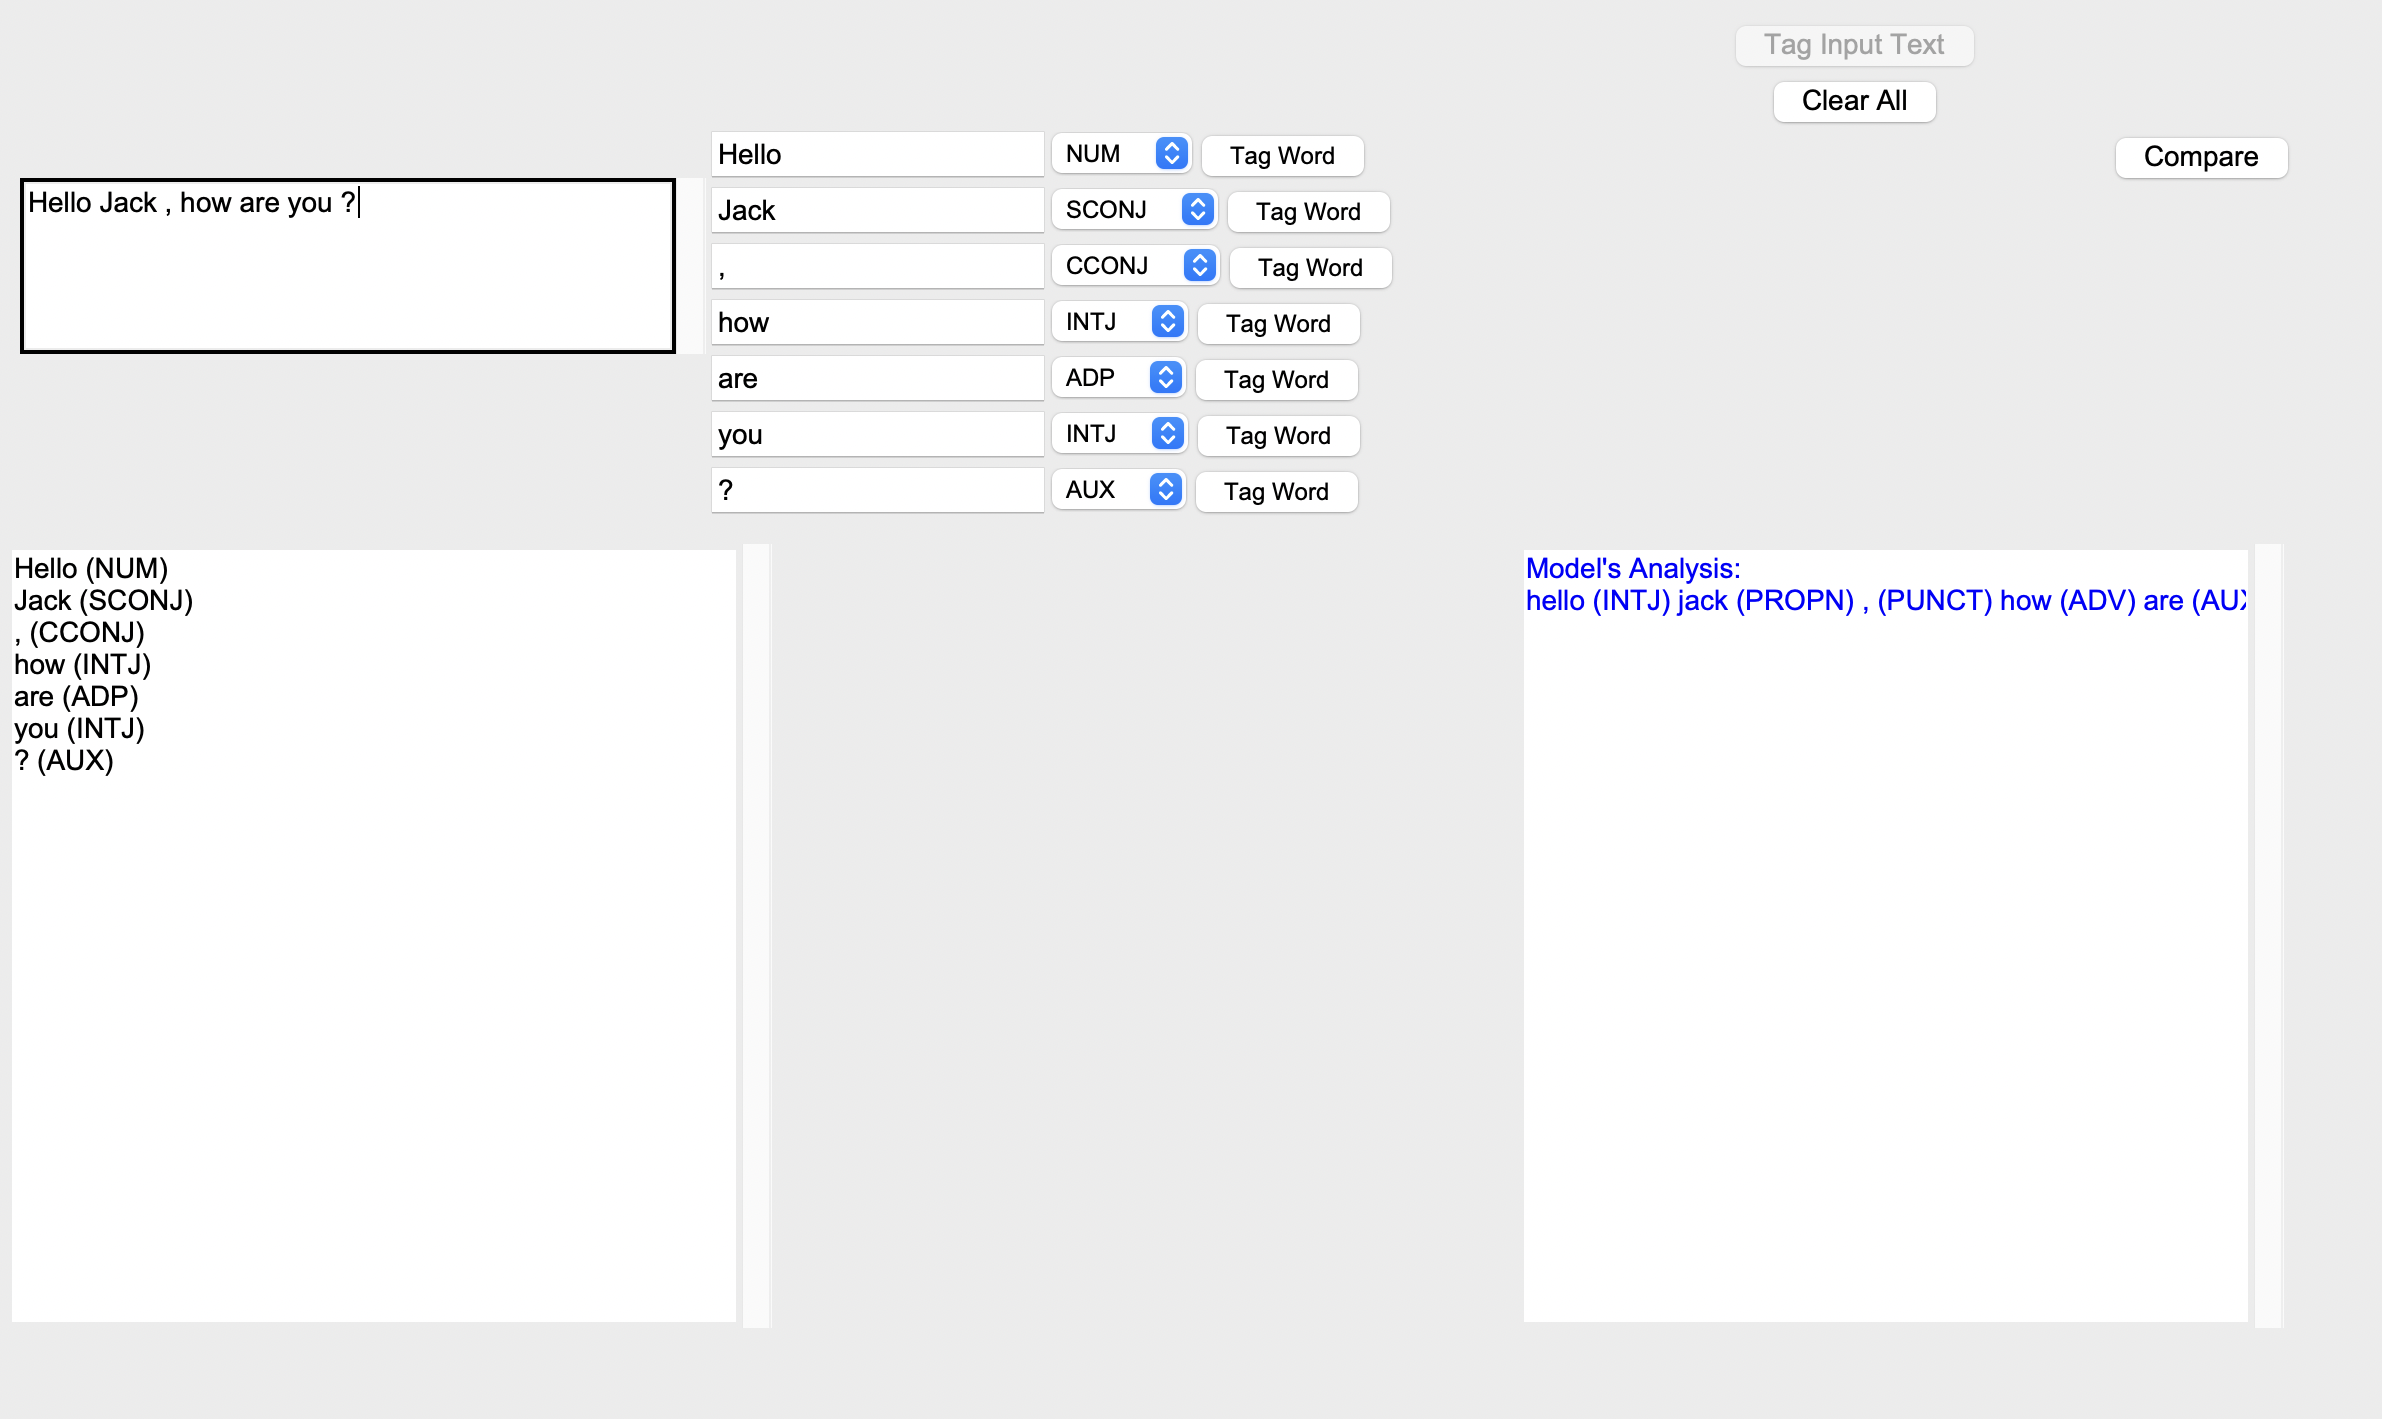 Tag Input Text
Clear All
Compare
Hello Jack , how are you ?
Hello NUM Tag Word
Jack SCONJ Tag Word
, CCONJ Tag Word
how INTJ Tag Word
are ADP Tag Word
you INTJ Tag Word
? AUX Tag Word
Hello (NUM)
Jack (SCONJ)
, (CCONJ)
how (INTJ)
are (ADP)
you (INTJ)
? (AUX)
Model's Analysis:
hello (INTJ) jack (PROPN) , (PUNCT) how (ADV) are (AUX